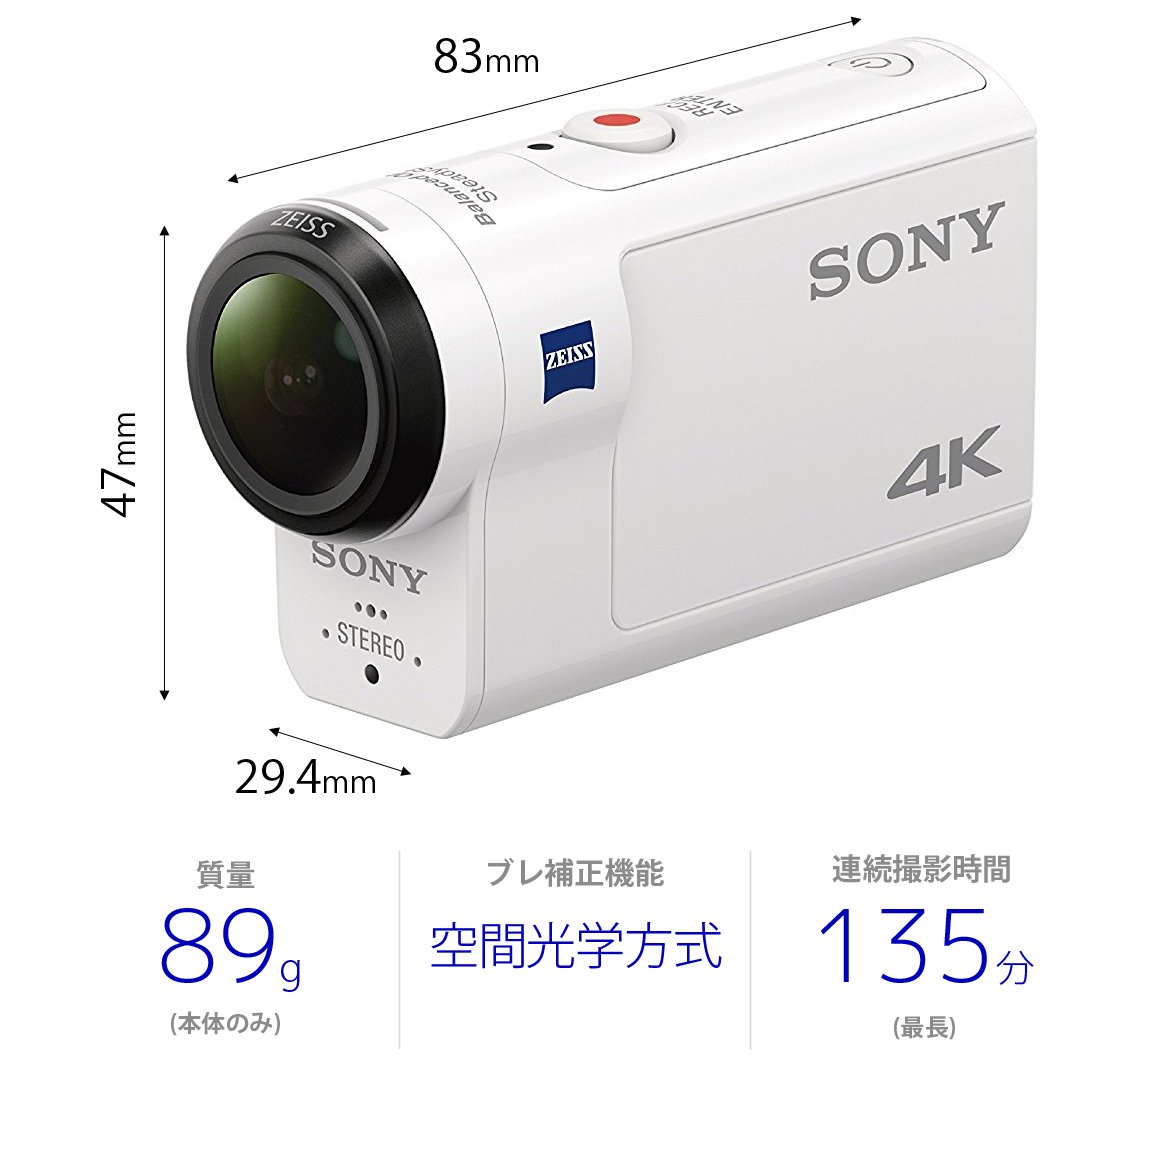 83mm
REC/
ENTER
Balanced O
SteadyS
ZEISS
SONY
ZEISS
47mm
4K
SONY
STEREO
29.4mm
質量
89g
(本体のみ)
ブレ補正機能
空間光学方式
連続撮影時間
135分
(最長)